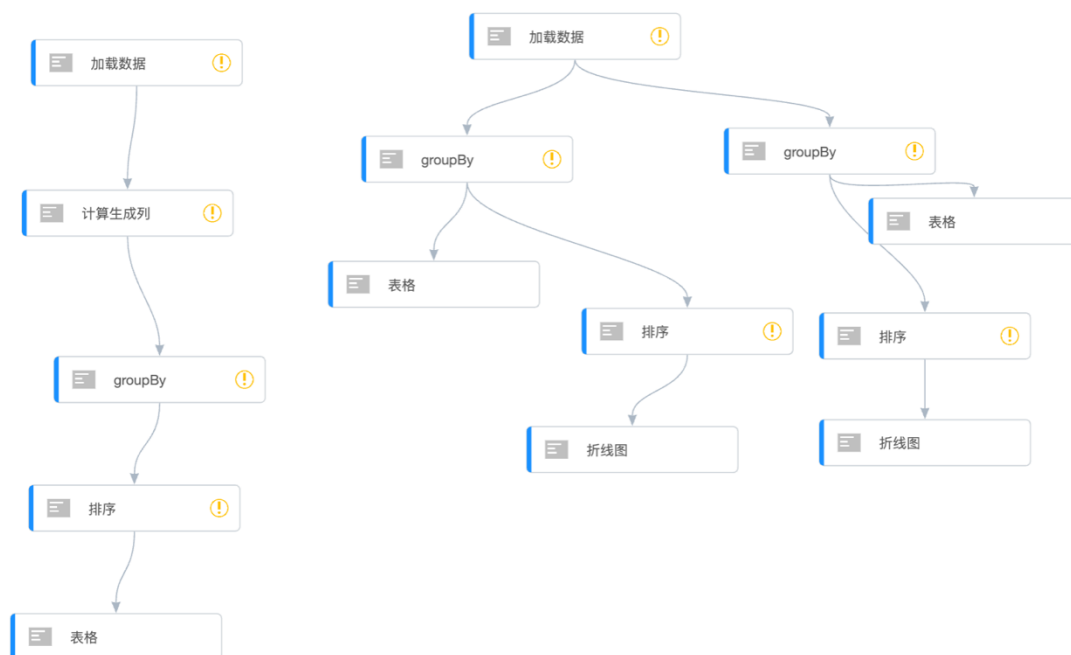 加载数据
计算生成列
groupBy
排序
表格
加载数据
groupBy
groupBy
表格
表格
排序
排序
折线图
折线图